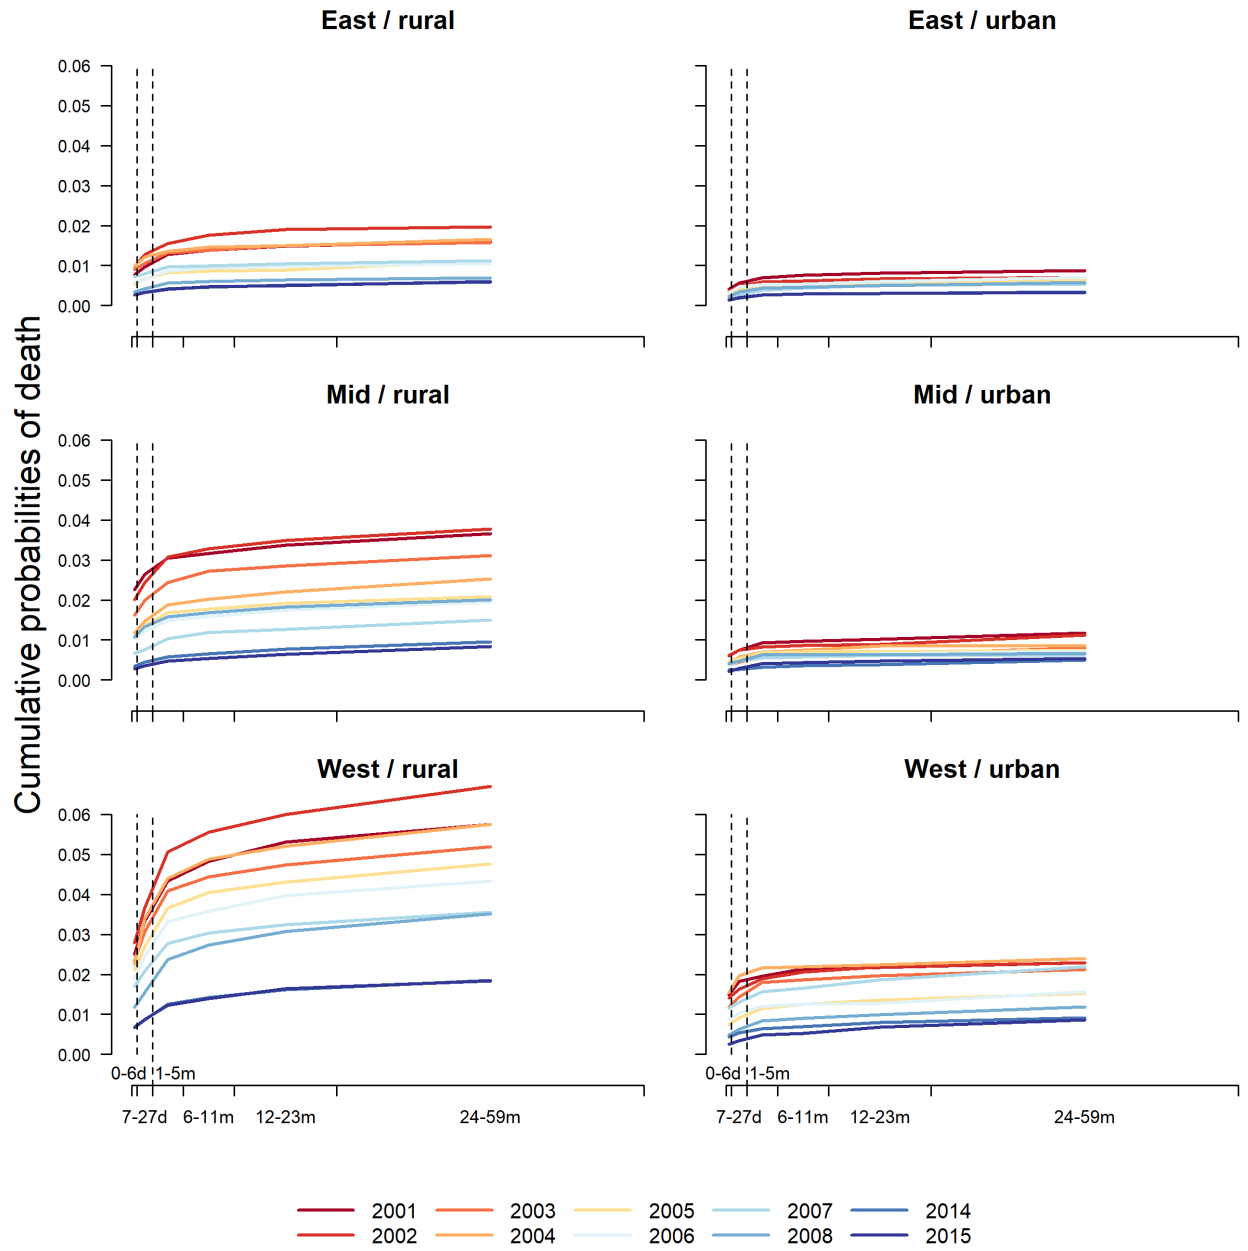 East / rural
East / urban
0.06
0.05
0.04
0.03
0.02
0.01
0.00
Mid / rural
Mid / urban
0.06
0.05
0.04
0.03
0.02
0.01
0.00
Cumulative probabilities of death
West / rural
West / urban
0.06
0.05
0.04
0.03
0.02
0.01
0.00
0-6d 1-5m
7-27d 6-11m 12-23m 24-59m
0-6d 1-5m
7-27d 6-11m 12-23m 24-59m
2001 2003 2005 2007 2014
2002 2004 2006 2008 2015